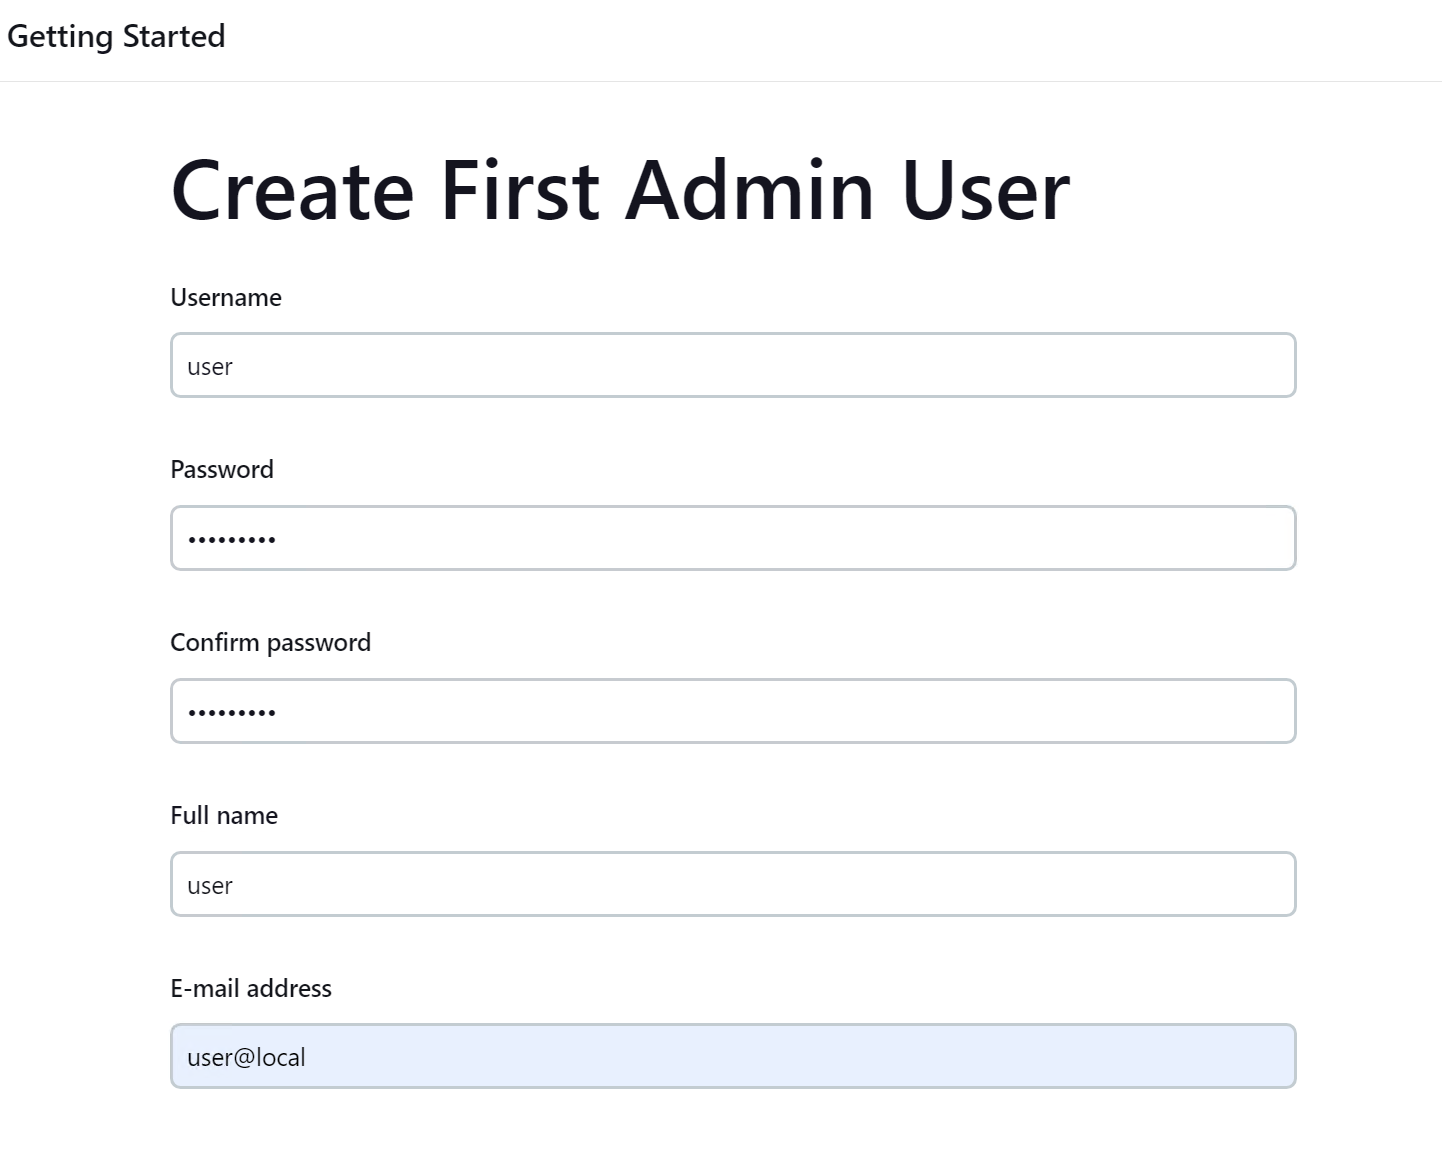 Getting Started
Create First Admin User
Username
user
Password
•••••••••
Confirm password
•••••••••
Full name
user
E-mail address
user@local